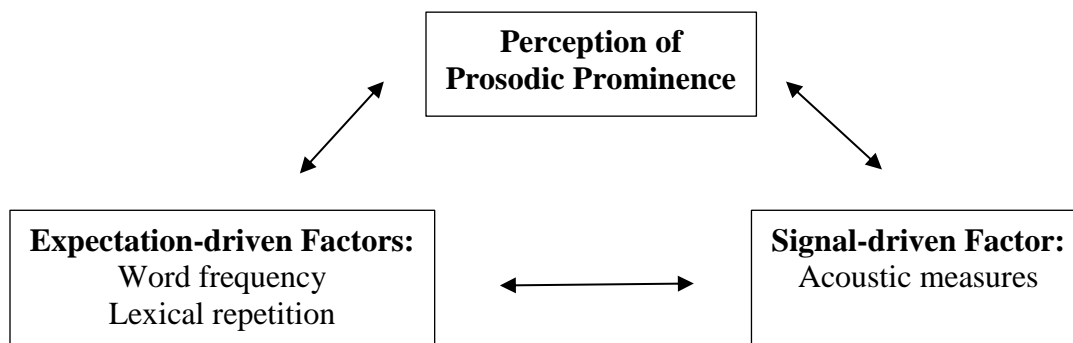 Perception of
Prosodic Prominence
Expectation-driven Factors:
Word frequency
Lexical repetition
Signal-driven Factor:
Acoustic measures